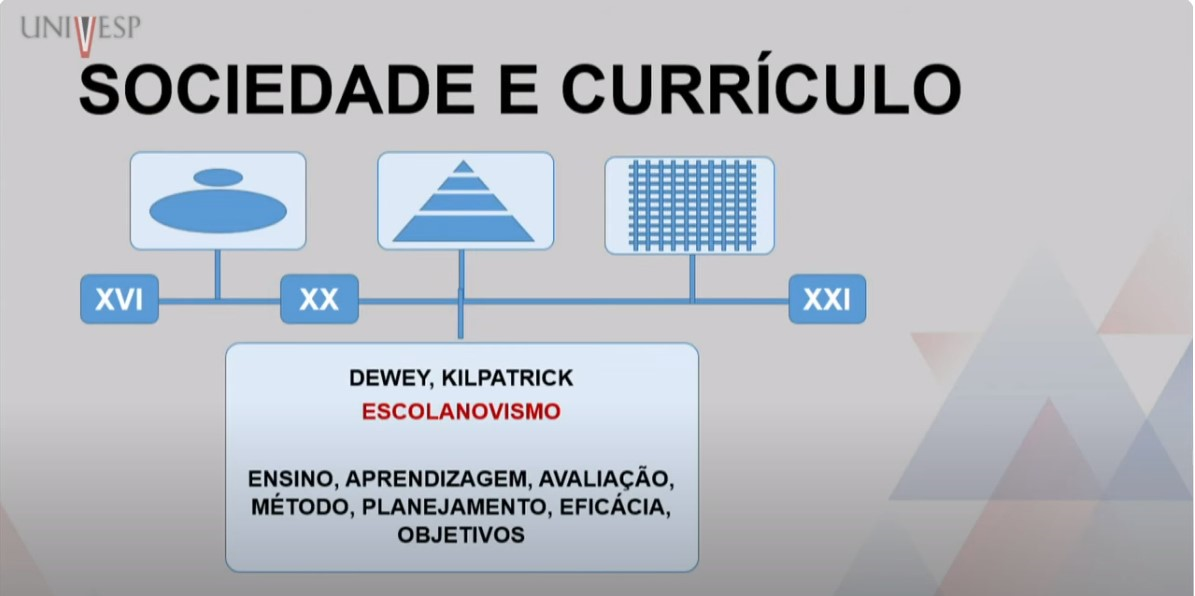 UNIVESP
SOCIEDADE E CURRÍCULO
XVI
XX
XXI
DEWEY, KILPATRICK
ESCOLANOVISMO
ENSINO, APRENDIZAGEM, AVALIAÇÃO,
MÉTODO, PLANEJAMENTO, EFICÁCIA,
OBJETIVOS